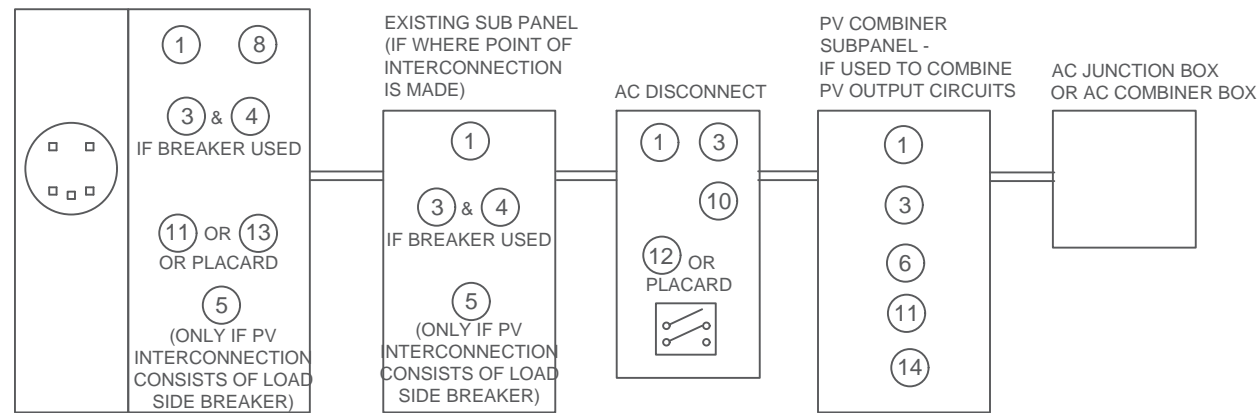 1 8
3 & 4
IF BREAKER USED
11 OR 13
OR PLACARD
5
(ONLY IF PV
INTERCONNECTION
CONSISTS OF LOAD
SIDE BREAKER)
EXISTING SUB PANEL
(IF WHERE POINT OF
INTERCONNECTION
IS MADE)
1
3 & 4
IF BREAKER USED
5
(ONLY IF PV
INTERCONNECTION
CONSISTS OF LOAD
SIDE BREAKER)
AC DISCONNECT
1 3
10
12 OR
PLACARD
PV COMBINER
SUBPANEL -
IF USED TO COMBINE
PV OUTPUT CIRCUITS
1
3
6
11
14
AC JUNCTION BOX
OR AC COMBINER BOX